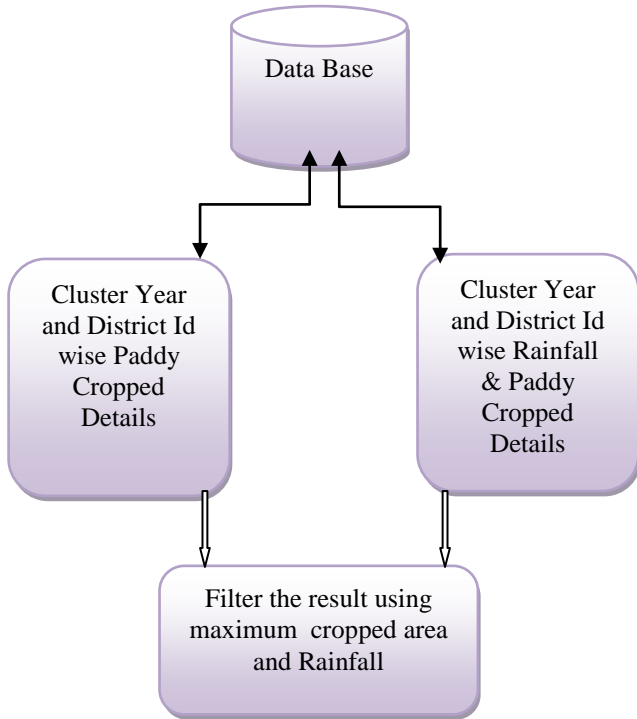 Data Base
Cluster Year
and District Id
wise Paddy
Cropped
Details
Cluster Year
and District Id
wise Rainfall
& Paddy
Cropped
Details
Filter the result using
maximum cropped area
and Rainfall